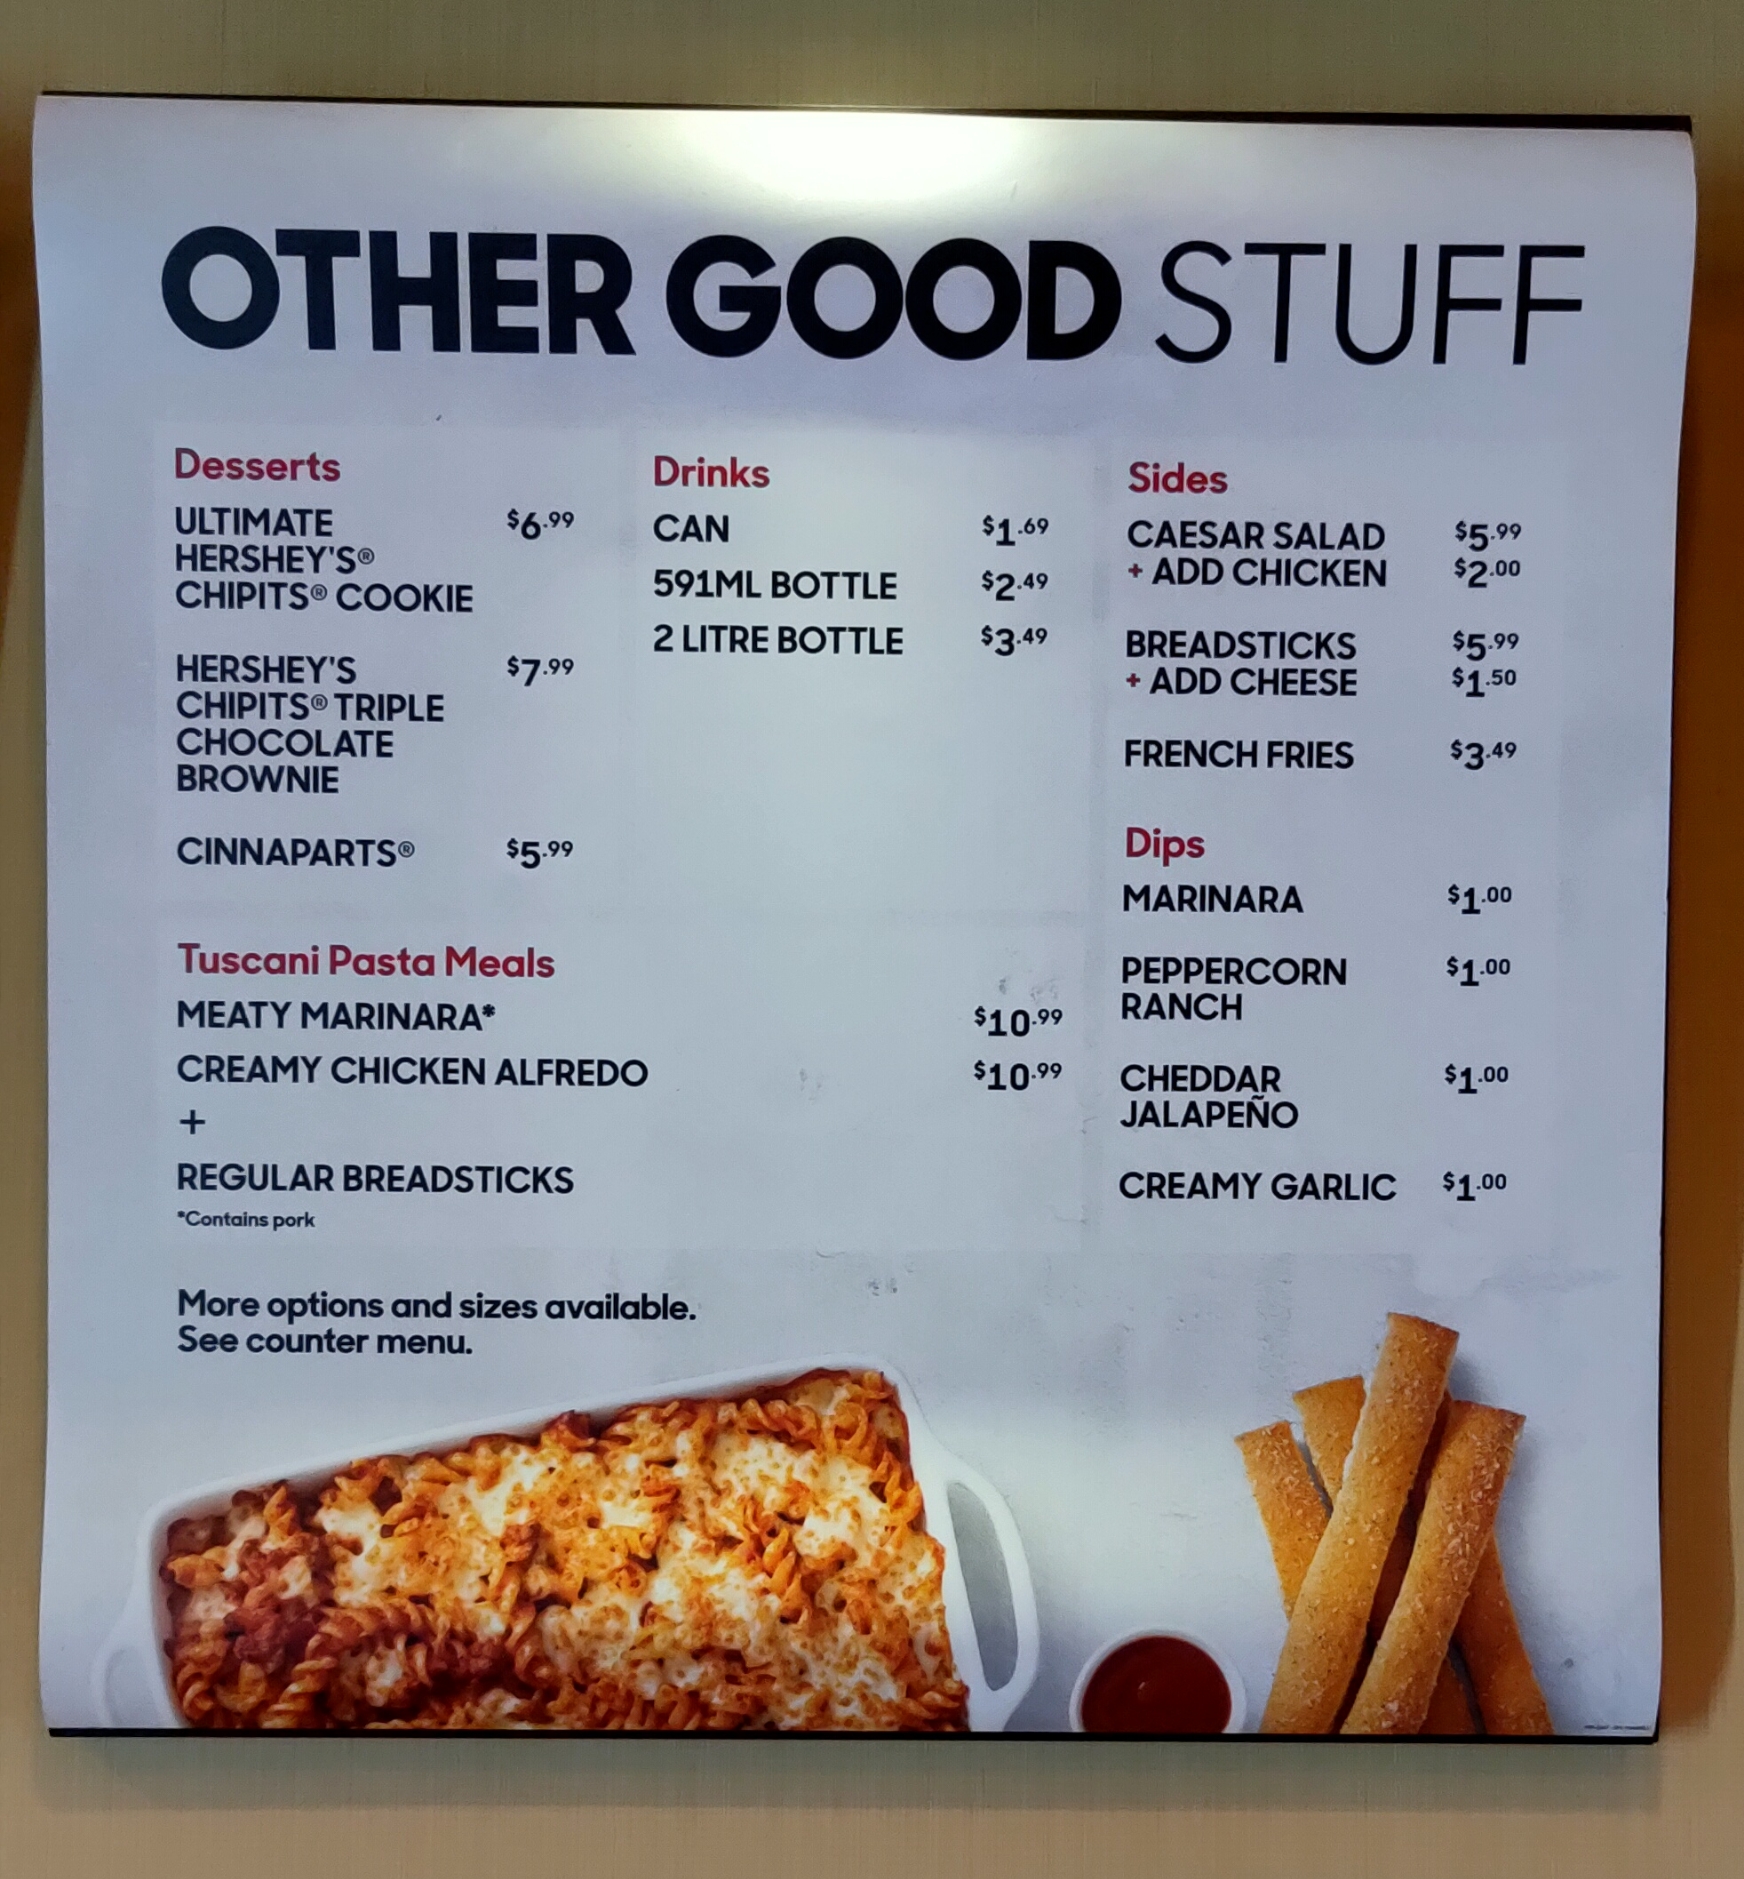 OTHER GOOD STUFF
Desserts
ULTIMATE $6.99
HERSHEY'S®
CHIPITS® COOKIE
HERSHEY'S $7.99
CHIPITS® TRIPLE
CHOCOLATE
BROWNIE
CINNAPARTS® $5.99
Drinks
CAN $1.69
591ML BOTTLE $2.49
2 LITRE BOTTLE $3.49
Sides
CAESAR SALAD $5.99
+ ADD CHICKEN $2.00
BREADSTICKS $5.99
+ ADD CHEESE $1.50
FRENCH FRIES $3.49
Dips
MARINARA $1.00
PEPPERCORN $1.00
RANCH
CHEDDAR $1.00
JALAPEÑO
CREAMY GARLIC $1.00
Tuscani Pasta Meals
MEATY MARINARA* $10.99
CREAMY CHICKEN ALFREDO $10.99
+
REGULAR BREADSTICKS
*Contains pork
More options and sizes available.
See counter menu.